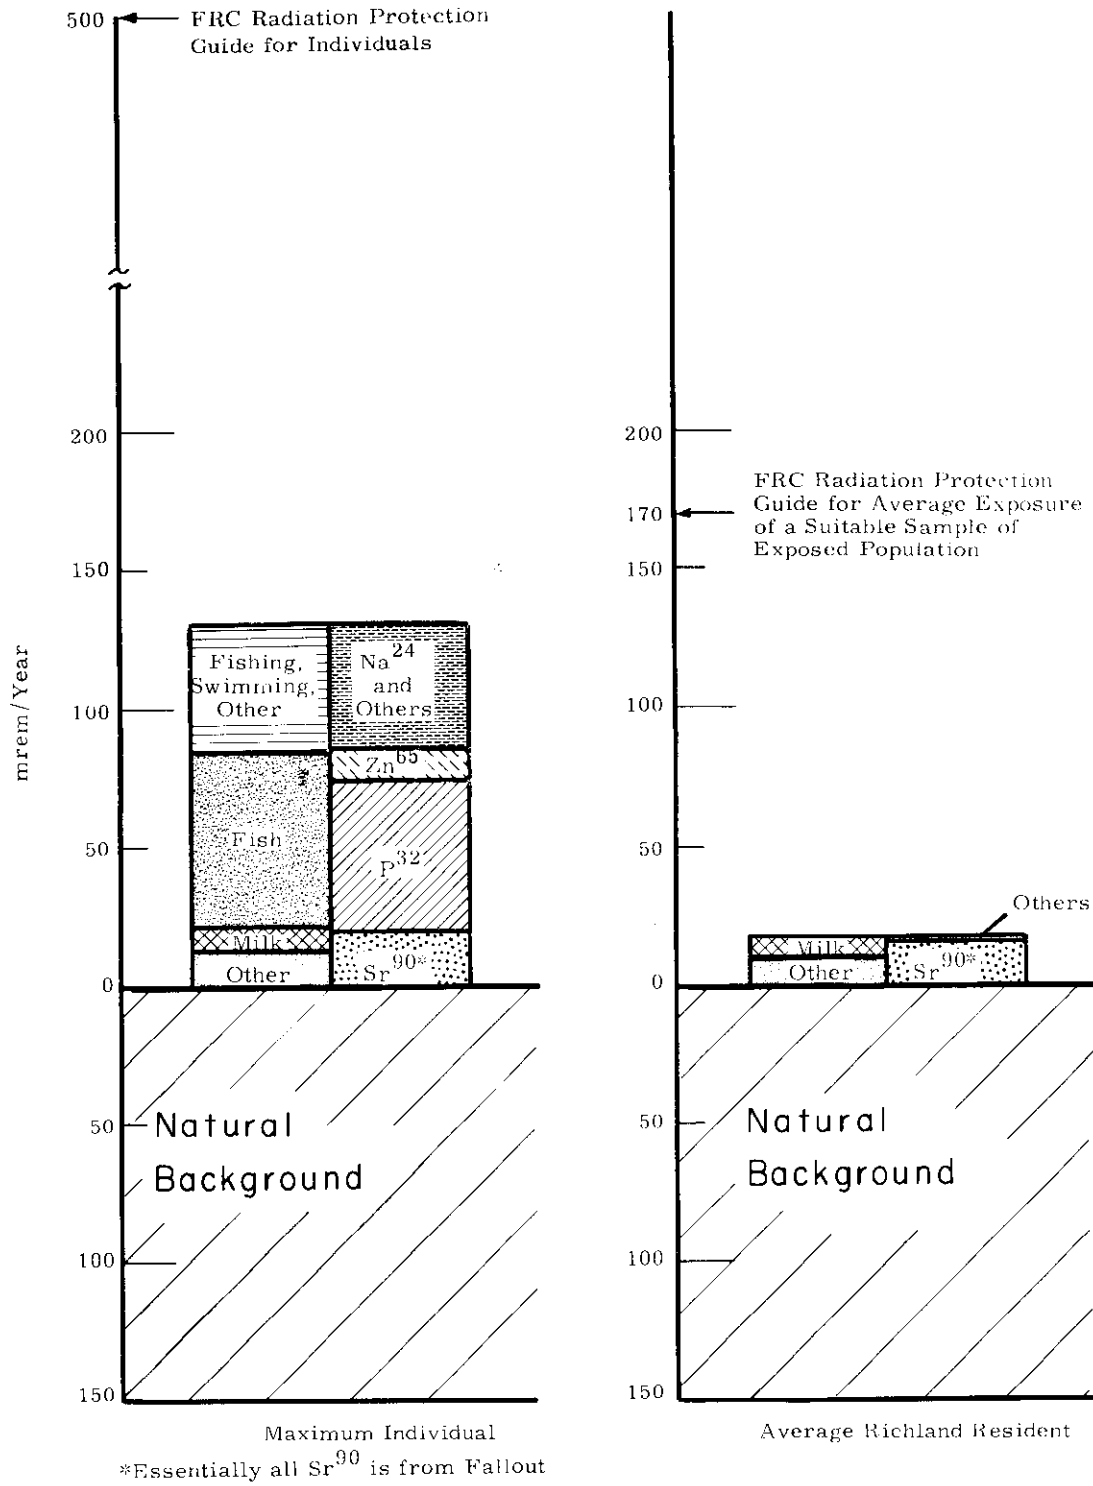 500
FRC Radiation Protection
Guide for Individuals
mrem/Year
200
150
100
50
0
50
100
150
Fishing,
Swimming,
Other
Fish
Milk
Other
Na24
and
Others
Zn65
P32
Sr90*
Natural
Background
Maximum Individual
*Essentially all Sr90 is from Fallout
200
170
150
100
50
0
50
100
150
FRC Radiation Protection
Guide for Average Exposure
of a Suitable Sample of
Exposed Population
Others
Milk
Other
Sr90*
Natural
Background
Average Richland Resident